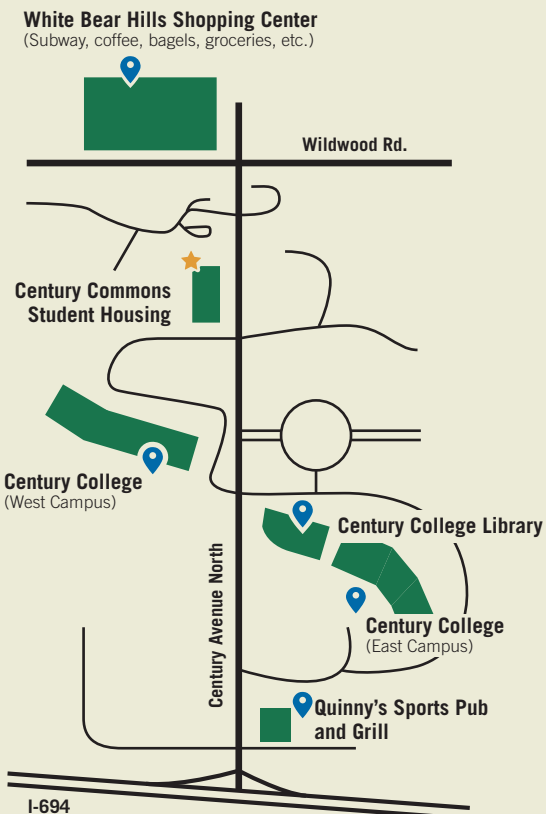 White Bear Hills Shopping Center
(Subway, coffee, bagels, groceries, etc.)
Wildwood Rd.
Century Commons
Student Housing
Century College
(West Campus)
Century College Library
Century Avenue North
Century College
(East Campus)
Quinny's Sports Pub
and Grill
I-694